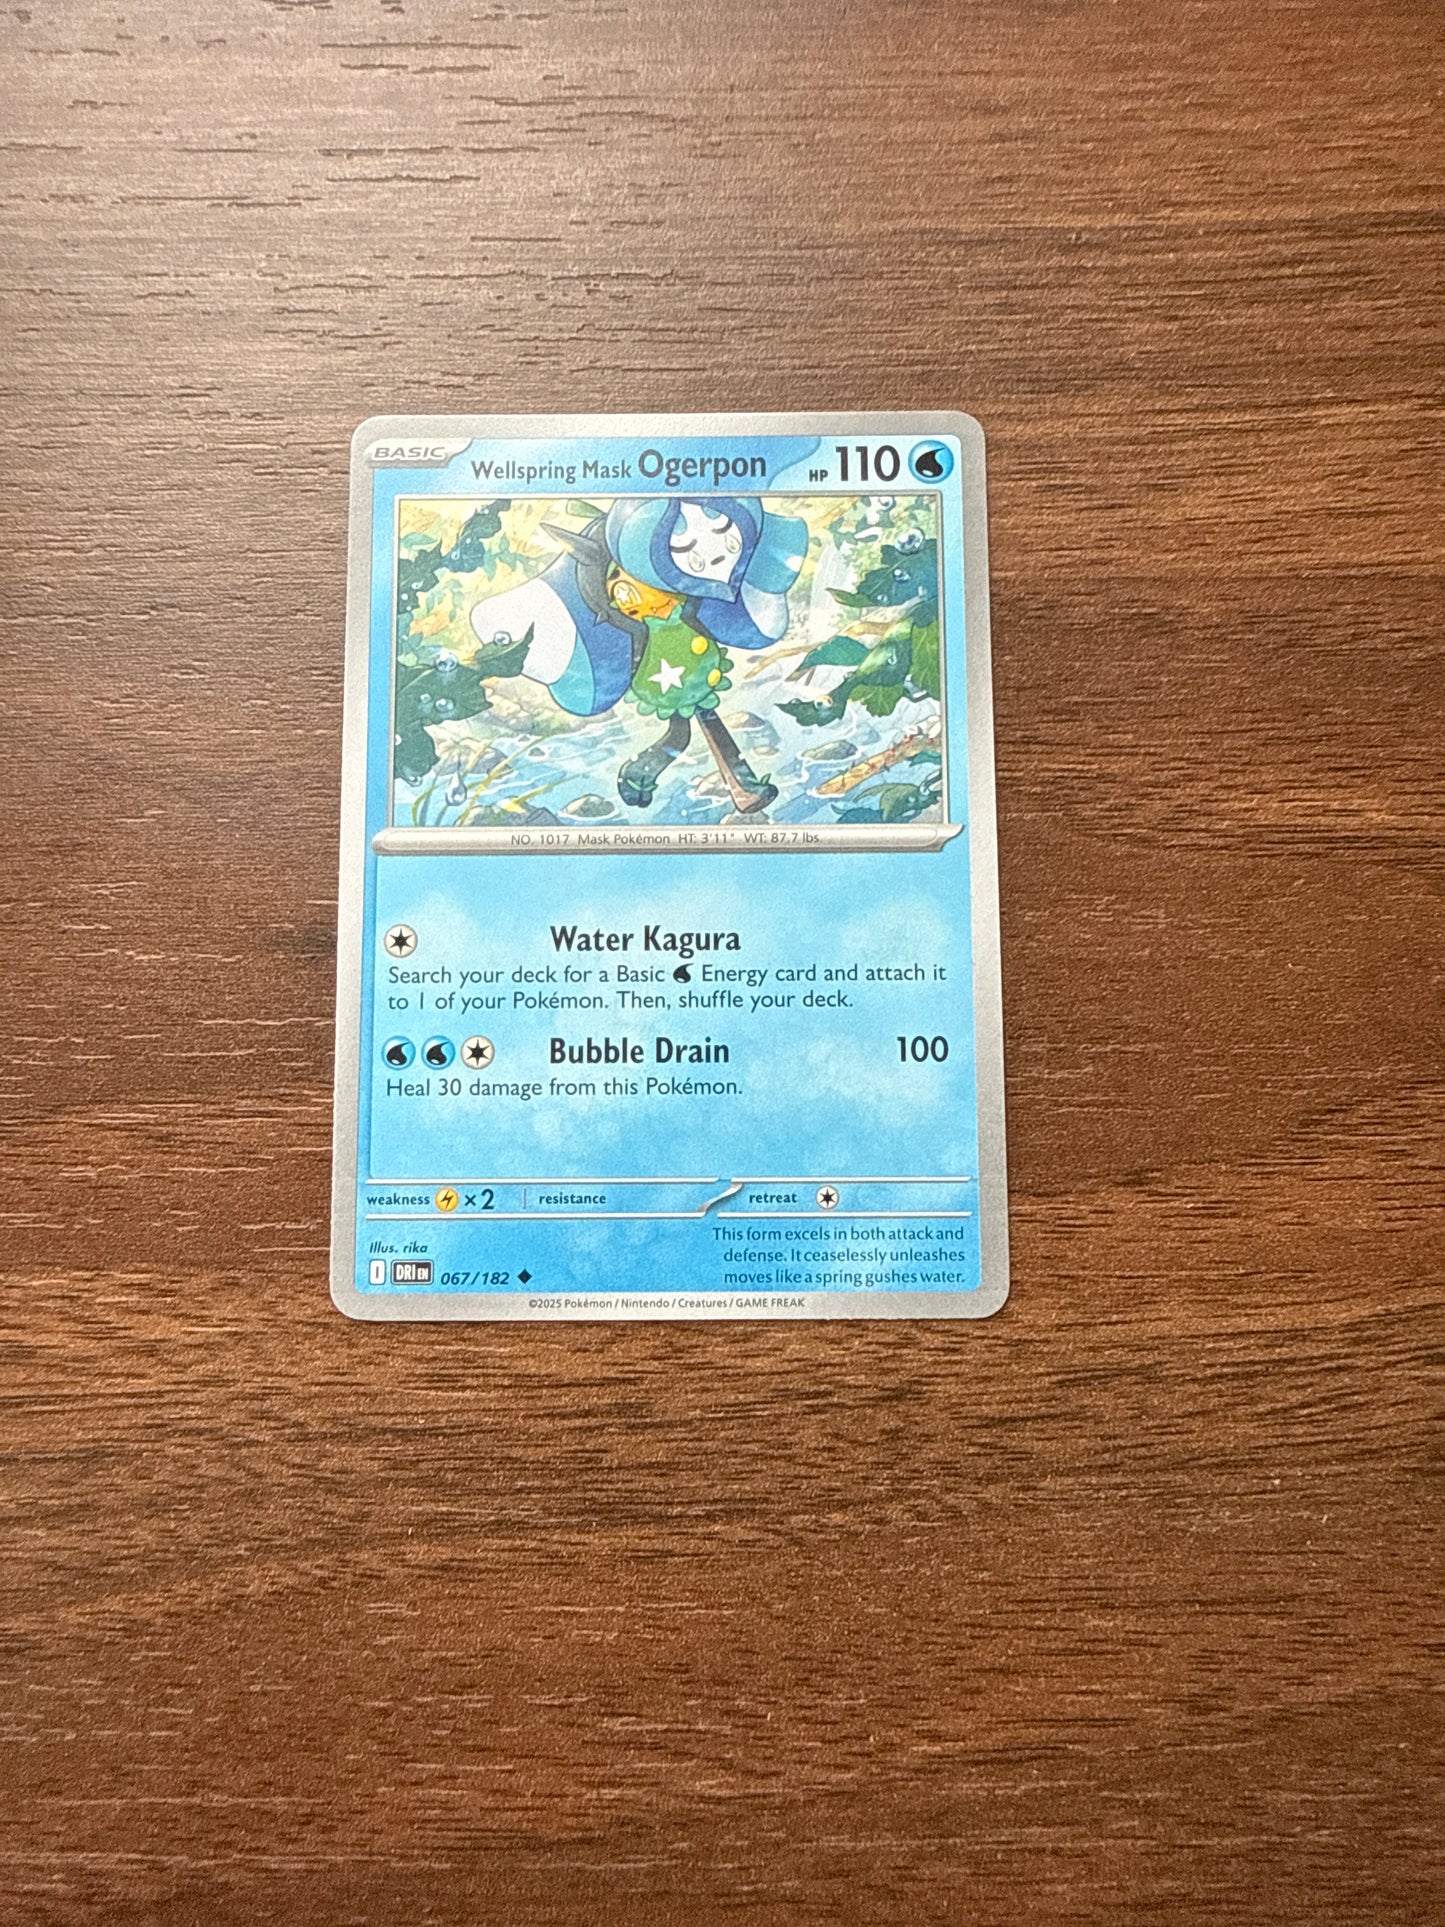 BASIC
Wellspring Mask Ogerpon HP 110
NO. 1017 Mask Pokémon HT: 3'11" WT: 87.7 lbs
Water Kagura
Search your deck for a Basic Energy card and attach it
to 1 of your Pokémon. Then, shuffle your deck.
Bubble Drain 100
Heal 30 damage from this Pokémon.
weakness ×2 resistance retreat
Illus. rika
I DRI EN 067/182
This form excels in both attack and
defense. It ceaselessly unleashes
moves like a spring gushes water.
©2025 Pokémon / Nintendo / Creatures / GAME FREAK